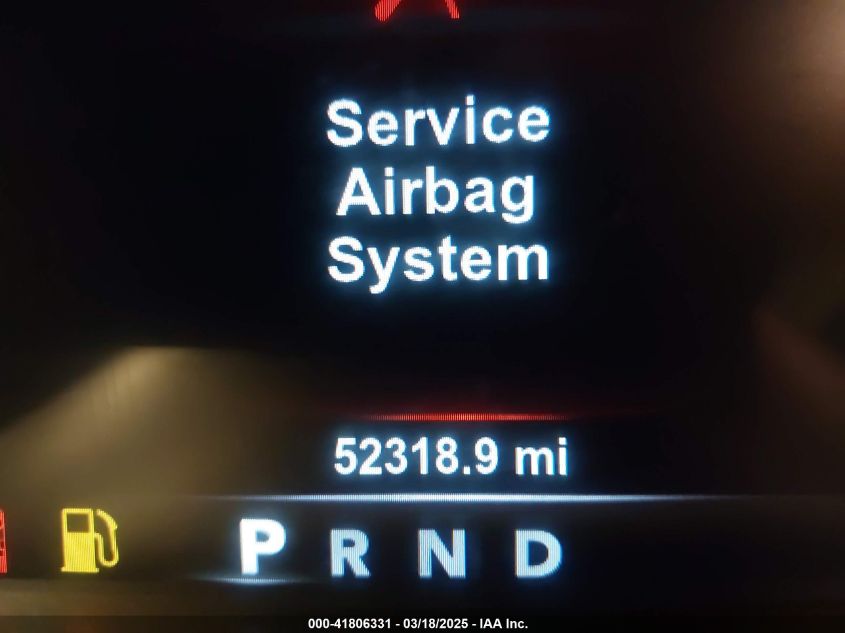 Service
Airbag
System
52318.9 mi
P R N D
000-41806331 - 03/18/2025 - IAA Inc.